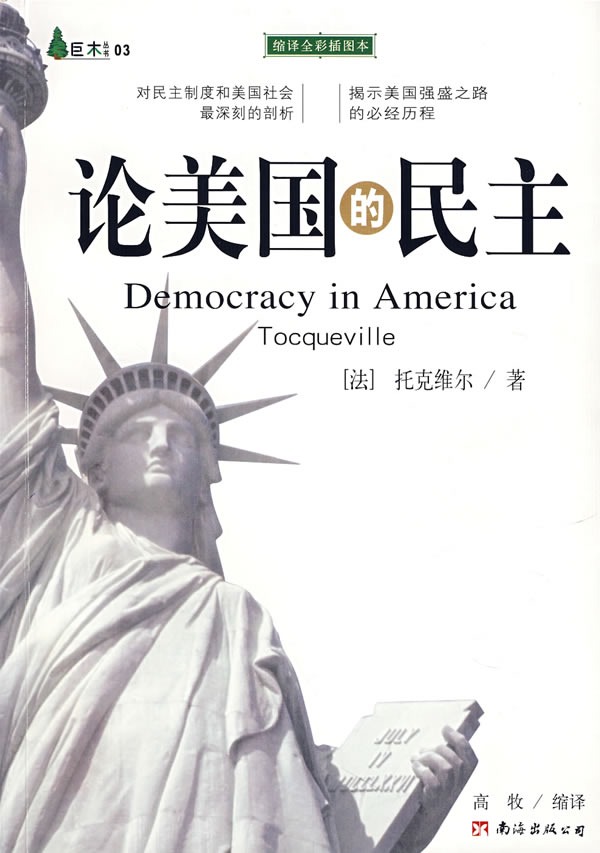 巨木丛书 03
缩译全彩插图本
对民主制度和美国社会
最深刻的剖析
揭示美国强盛之路
的必经历程
论美国的民主
Democracy in America
Tocqueville
[法] 托克维尔 / 著
JULY
IV
MDCCLXXVI
高 牧 / 缩译
南海出版公司